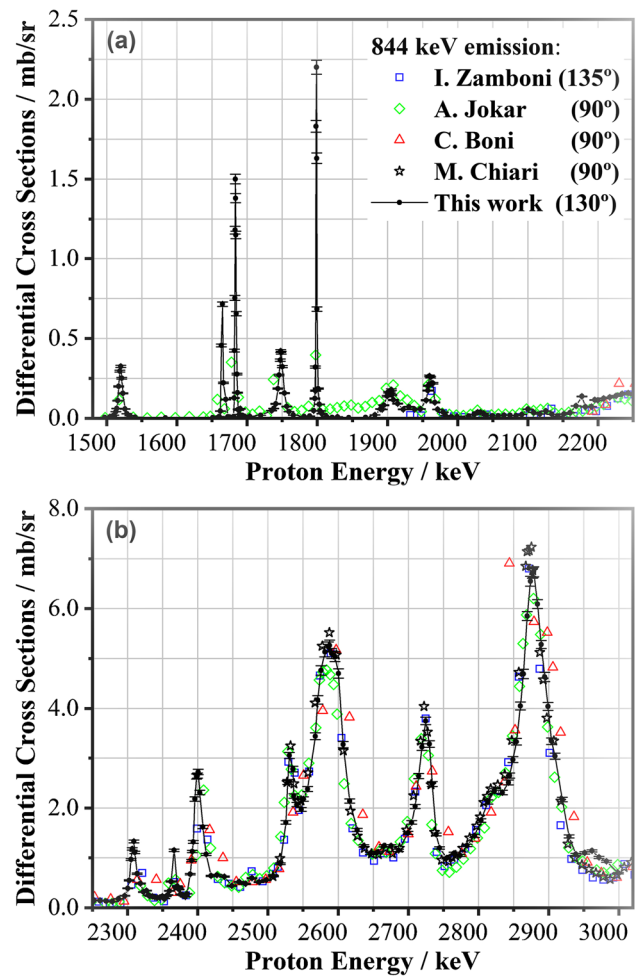 (a)
844 keV emission:
I. Zamboni (135º)
A. Jokar (90º)
C. Boni (90º)
M. Chiari (90º)
This work (130º)
Differential Cross Sections / mb/sr
2.5
2.0
1.5
1.0
0.5
0.0
1500 1600 1700 1800 1900 2000 2100 2200
Proton Energy / keV
(b)
Differential Cross Sections / mb/sr
8.0
6.0
4.0
2.0
0.0
2300 2400 2500 2600 2700 2800 2900 3000
Proton Energy / keV